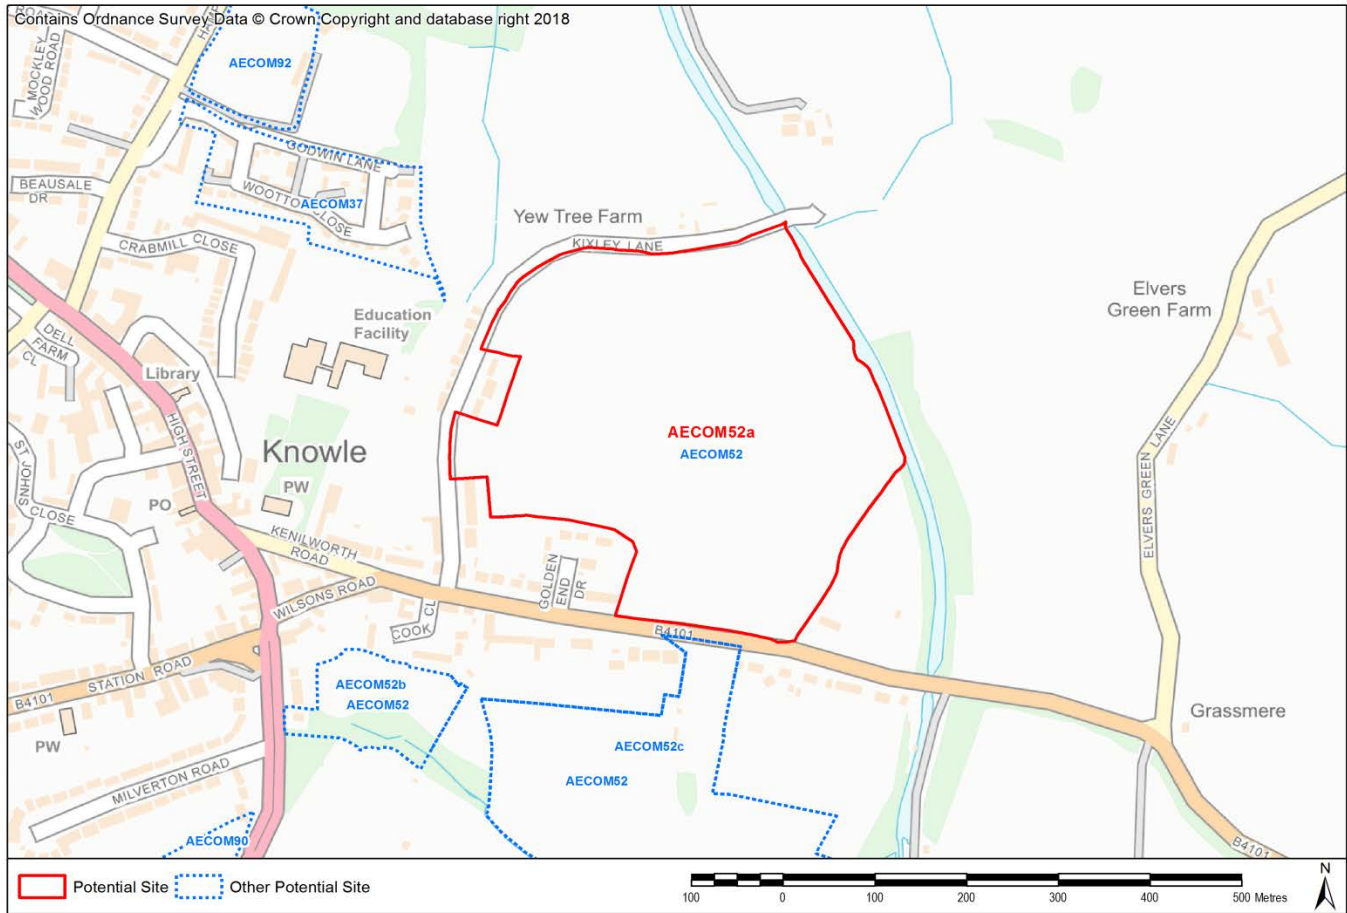 Contains Ordnance Survey Data © Crown Copyright and database right 2018
MOCKLEY
WOOD ROAD
AECOM92
GODWIN LANE
BEAUSALE
DR
AECOM37
CRABMILL CLOSE
Yew Tree Farm
KIXLEY LANE
Elvers
Green Farm
Education
Facility
DELL
FARM
CL
Library
HIGH STREET
Knowle
AECOM52a
AECOM52
ELVERS GREEN LANE
ST JOHNS
CLOSE
PO
PW
KENILWORTH
ROAD
GOLDEN
END
DR
WILSONS ROAD
COOK CL
B4101
STATION ROAD
B4101
AECOM52b
AECOM52
Grassmere
PW
AECOM52c
AECOM52
MILVERTON ROAD
AECOM90
B4101
Potential Site
Other Potential Site
100 0 100 200 300 400 500 Metres
N